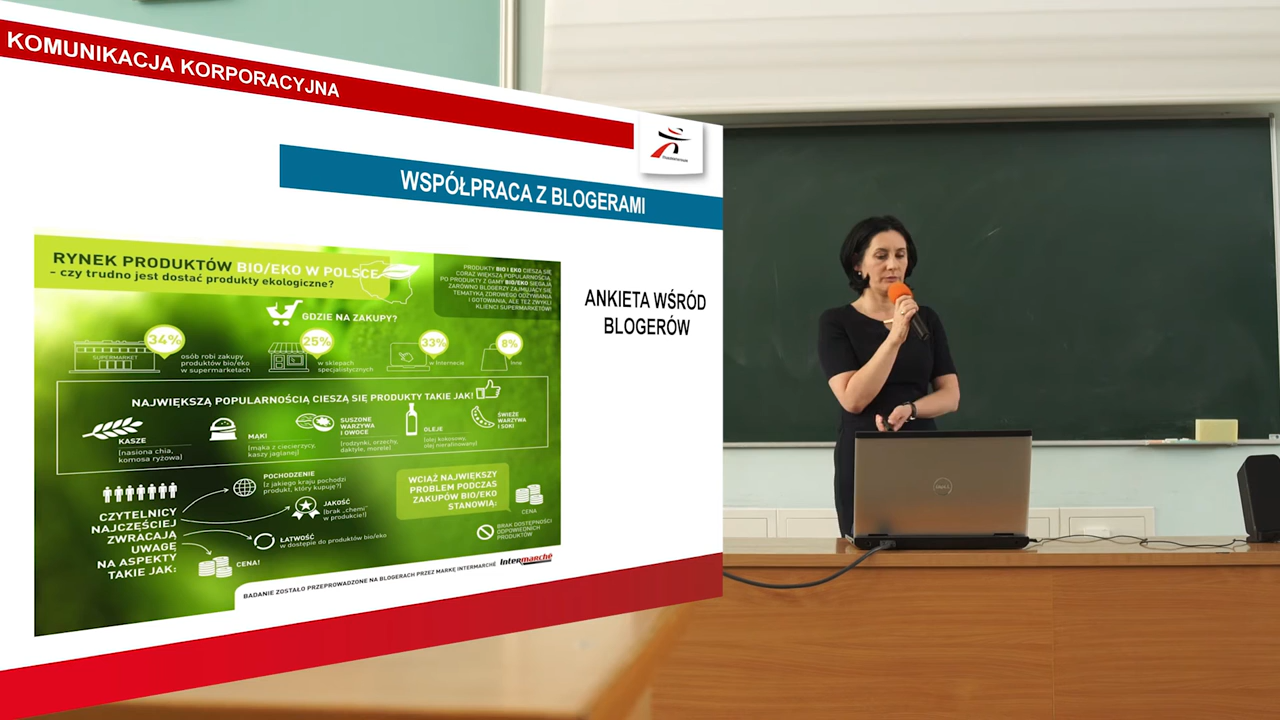 KOMUNIKACJA KORPORACYJNA
WSPÓŁPRACA Z BLOGERAMI
RYNEK PRODUKTÓW BIO/EKO W POLSCE
- czy trudno jest dostać produkty ekologiczne?
PRODUKTY BIO I EKO CIESZĄ SIĘ
CORAZ WIĘKSZĄ POPULARNOŚCIĄ,
PO PRODUKTY Z GAMY BIO/EKO SIĘGAJĄ
ZARÓWNO BLOGERZY ZAJMUJĄCY SIĘ
TEMATYKĄ ZDROWEGO ODŻYWIANIA
I GOTOWANIA, ALE TEŻ ZWYKLI
KLIENCI SUPERMARKETÓW!
ANKIETA WŚRÓD
BLOGERÓW
GDZIE NA ZAKUPY?
34%
25%
33%
8%
SUPERMARKET
osób robi zakupy
produktów bio/eko
w supermarketach
w sklepach
specjalistycznych
w Internecie
Inne
NAJWIĘKSZĄ POPULARNOŚCIĄ CIESZĄ SIĘ PRODUKTY TAKIE JAK!
KASZE
(nasiona chia,
komosa ryżowa)
MĄKI
(mąka z ciecierzycy,
kaszy jaglanej)
SUSZONE
WARZYWA
I OWOCE
(rodzynki, orzechy,
daktyle, morele)
OLEJE
(olej kokosowy,
olej nierafinowany)
ŚWIEŻE
WARZYWA
I SOKI
CZYTELNICY
NAJCZĘŚCIEJ
ZWRACAJĄ
UWAGĘ
NA ASPEKTY
TAKIE JAK:
POCHODZENIE
(z jakiego kraju pochodzi
produkt, który kupuję?)
JAKOŚĆ
(brak „chemi"
w produkcie!)
ŁATWOŚĆ
w dostępie do produktów bio/eko
CENA!
WCIĄŻ NAJWIĘKSZY
PROBLEM PODCZAS
ZAKUPÓW BIO/EKO
STANOWIĄ:
CENA
BRAK DOSTĘPNOŚCI
ODPOWIEDNICH
PRODUKTÓW
BADANIE ZOSTAŁO PRZEPROWADZONE NA BLOGERACH PRZEZ MARKĘ INTERMARCHE
Intermarché
DELL